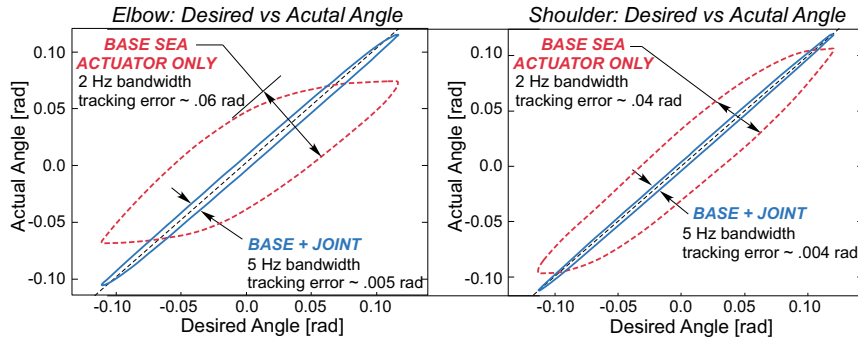 Elbow: Desired vs Acutal Angle
BASE SEA
ACTUATOR ONLY
2 Hz bandwidth
tracking error ~ .06 rad
BASE + JOINT
5 Hz bandwidth
tracking error ~ .005 rad
Actual Angle [rad]
0.10
0.05
0.0
-0.05
-0.10
-0.10
-0.05
0.0
0.05
0.10
Desired Angle [rad]
Shoulder: Desired vs Acutal Angle
BASE SEA
ACTUATOR ONLY
2 Hz bandwidth
tracking error ~ .04 rad
BASE + JOINT
5 Hz bandwidth
tracking error ~ .004 rad
Actual Angle [rad]
0.10
0.05
0.0
-0.05
-0.10
-0.10
-0.05
0.0
0.05
0.10
Desired Angle [rad]